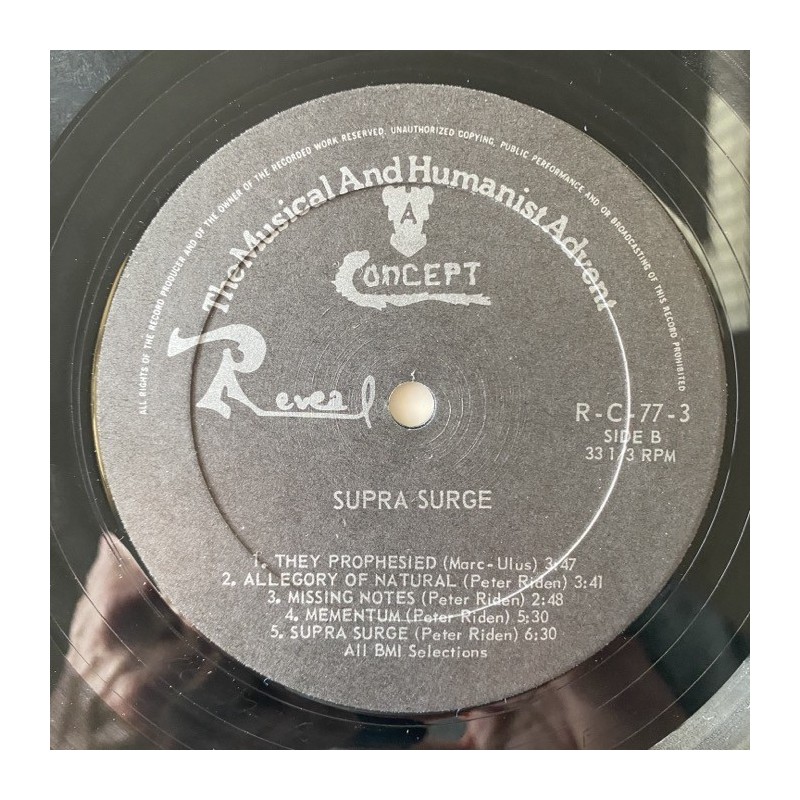 ALL RIGHTS OF THE RECORD PRODUCER AND OF THE OWNER OF THE RECORDED WORK RESERVED. UNAUTHORIZED COPYING, PUBLIC PERFORMANCE AND OR BROADCASTING OF THIS RECORD PROHIBITED
The Musical And Humanist Advent
A
CONCEPT
Reveal
R-C-77-3
SIDE B
33 1/3 RPM
SUPRA SURGE
1. THEY PROPHESIED (Marc-Ulus) 3:47
2. ALLEGORY OF NATURAL (Peter Riden) 3:41
3. MISSING NOTES (Peter Riden) 2:48
4. MEMENTUM (Peter Riden) 5:30
5. SUPRA SURGE (Peter Riden) 6:30
All BMI Selections